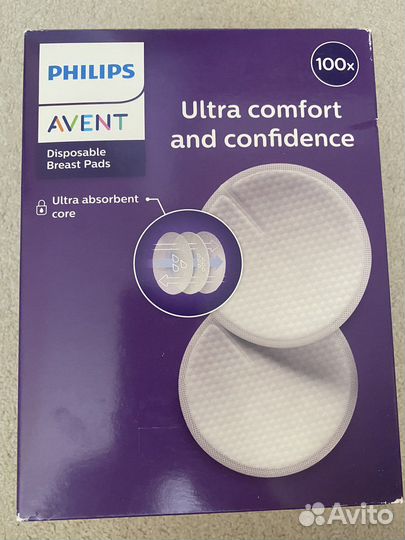 PHILIPS
AVENT
Disposable
Breast Pads
100x
Ultra comfort
and confidence
Ultra absorbent
core
Avito